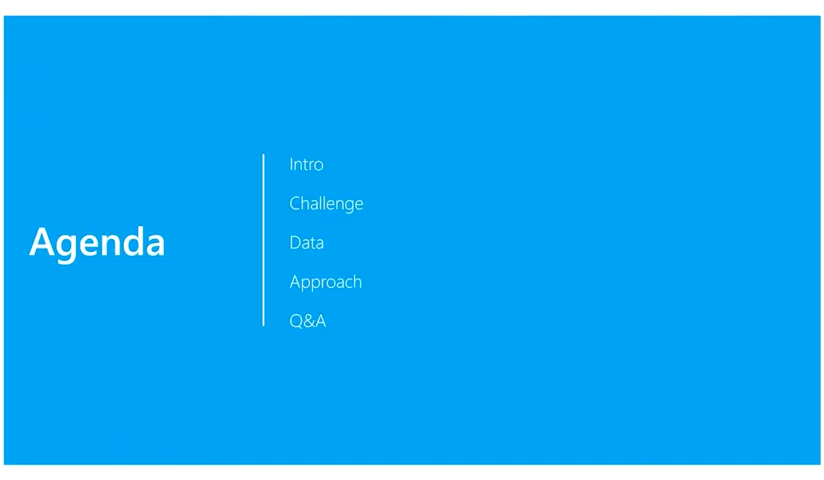 Agenda
Intro
Challenge
Data
Approach
Q&A